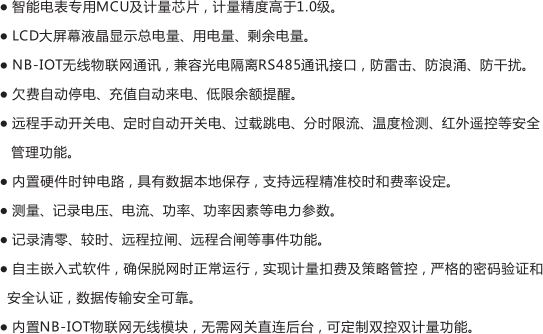 ● 智能电表专用MCU及计量芯片，计量精度高于1.0级。
● LCD大屏幕液晶显示总电量、用电量、剩余电量。
● NB-IOT无线物联网通讯，兼容光电隔离RS485通讯接口，防雷击、防浪涌、防干扰。
● 欠费自动停电、充值自动来电、低限余额提醒。
● 远程手动开关电、定时自动开关电、过载跳电、分时限流、温度检测、红外遥控等安全
管理功能。
● 内置硬件时钟电路，具有数据本地保存，支持远程精准校时和费率设定。
● 测量、记录电压、电流、功率、功率因素等电力参数。
● 记录清零、较时、远程拉闸、远程合闸等事件功能。
● 自主嵌入式软件，确保脱网时正常运行，实现计量扣费及策略管控，严格的密码验证和
安全认证，数据传输安全可靠。
● 内置NB-IOT物联网无线模块，无需网关直连后台，可定制双控双计量功能。